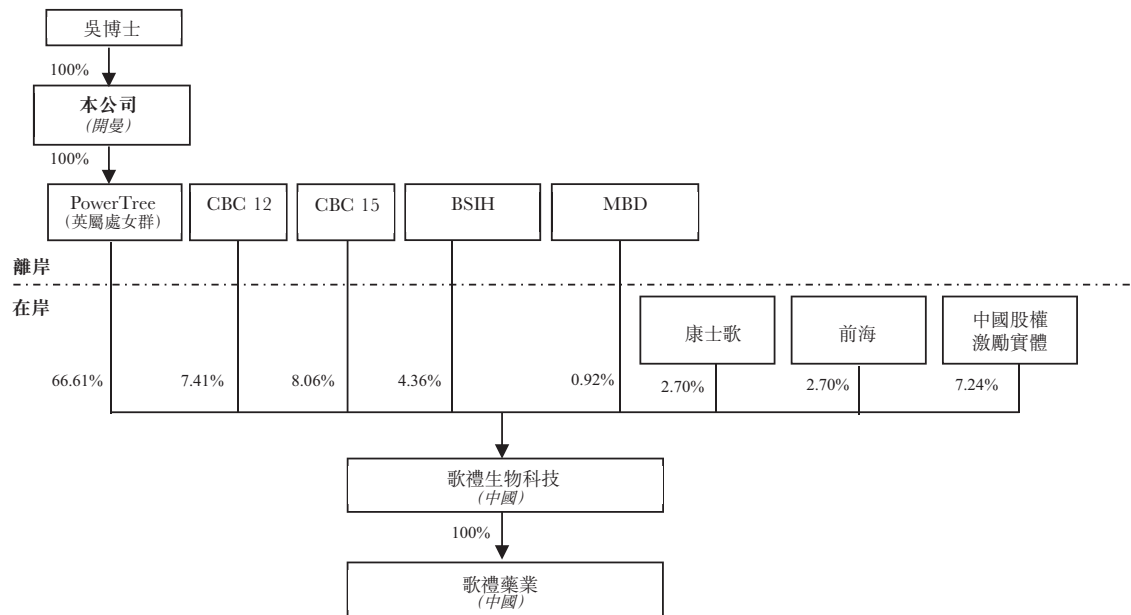 吳博士
100%
本公司
(開曼)
100%
PowerTree
(英屬處女群)
CBC 12
CBC 15
BSIH
MBD
離岸
在岸
康士歌
前海
中國股權
激勵實體
66.61%
7.41%
8.06%
4.36%
0.92%
2.70%
2.70%
7.24%
歌禮生物科技
(中國)
100%
歌禮藥業
(中國)